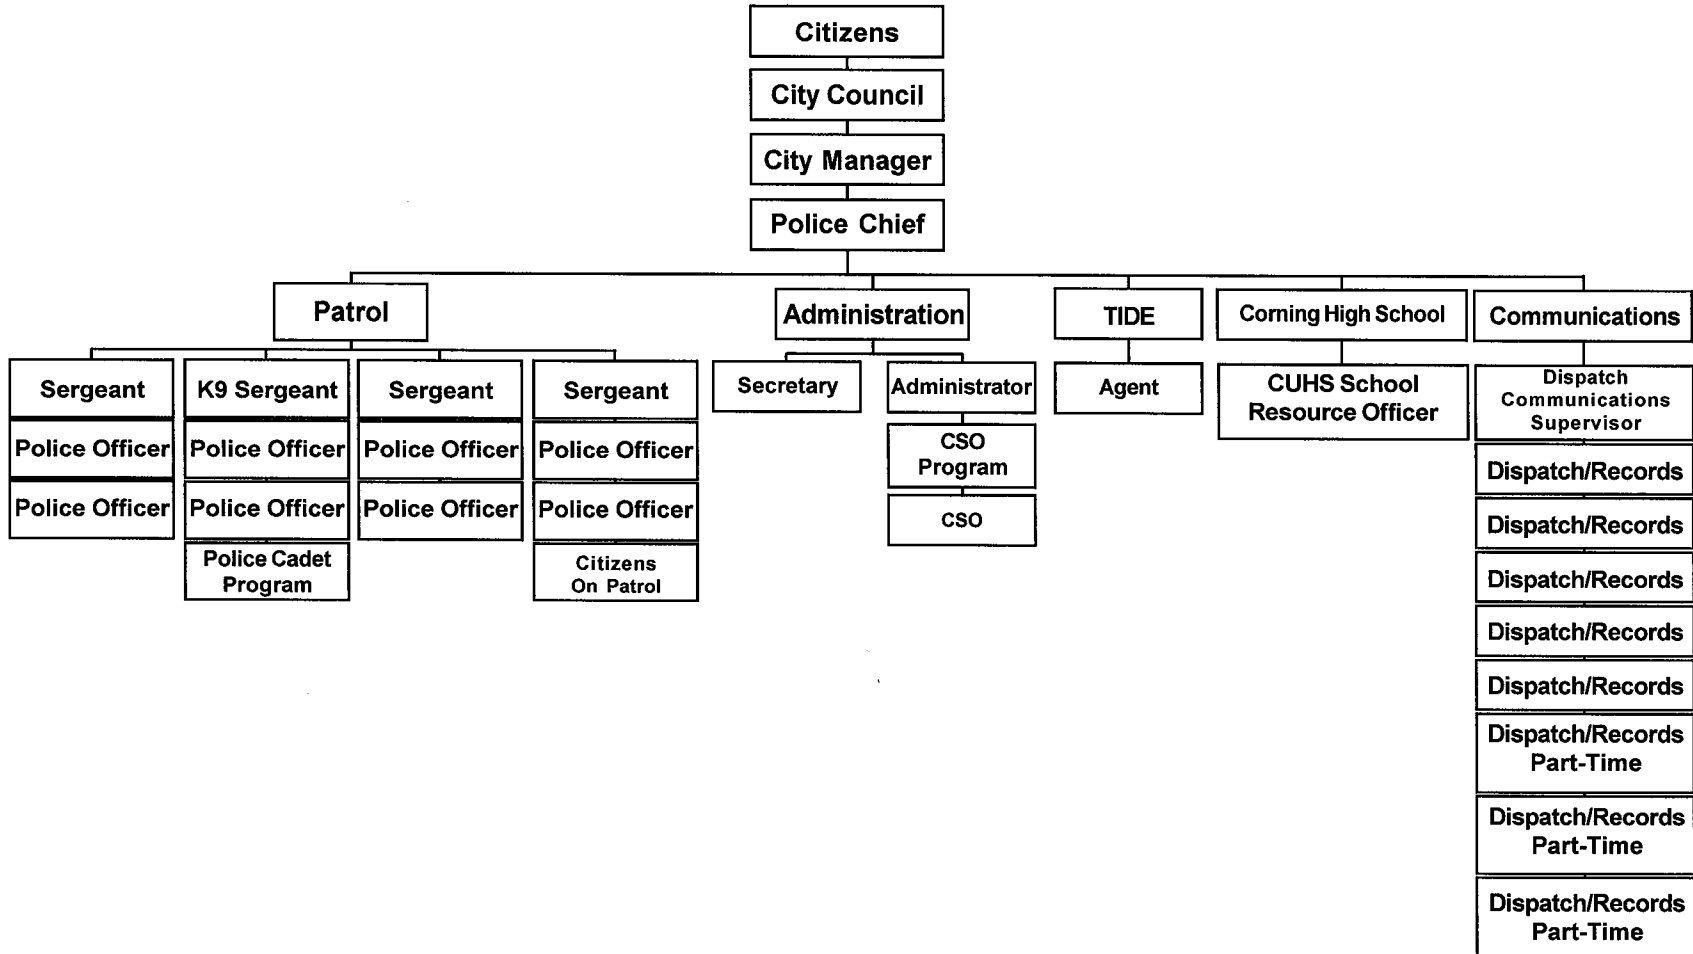 Citizens
City Council
City Manager
Police Chief
Patrol
Administration
TIDE
Corning High School
Communications
Sergeant
Police Officer
Police Officer
K9 Sergeant
Police Officer
Police Officer
Police Cadet
Program
Sergeant
Police Officer
Police Officer
Sergeant
Police Officer
Police Officer
Citizens
On Patrol
Secretary
Administrator
CSO
Program
CSO
Agent
CUHS School
Resource Officer
Dispatch
Communications
Supervisor
Dispatch/Records
Dispatch/Records
Dispatch/Records
Dispatch/Records
Dispatch/Records
Dispatch/Records
Part-Time
Dispatch/Records
Part-Time
Dispatch/Records
Part-Time